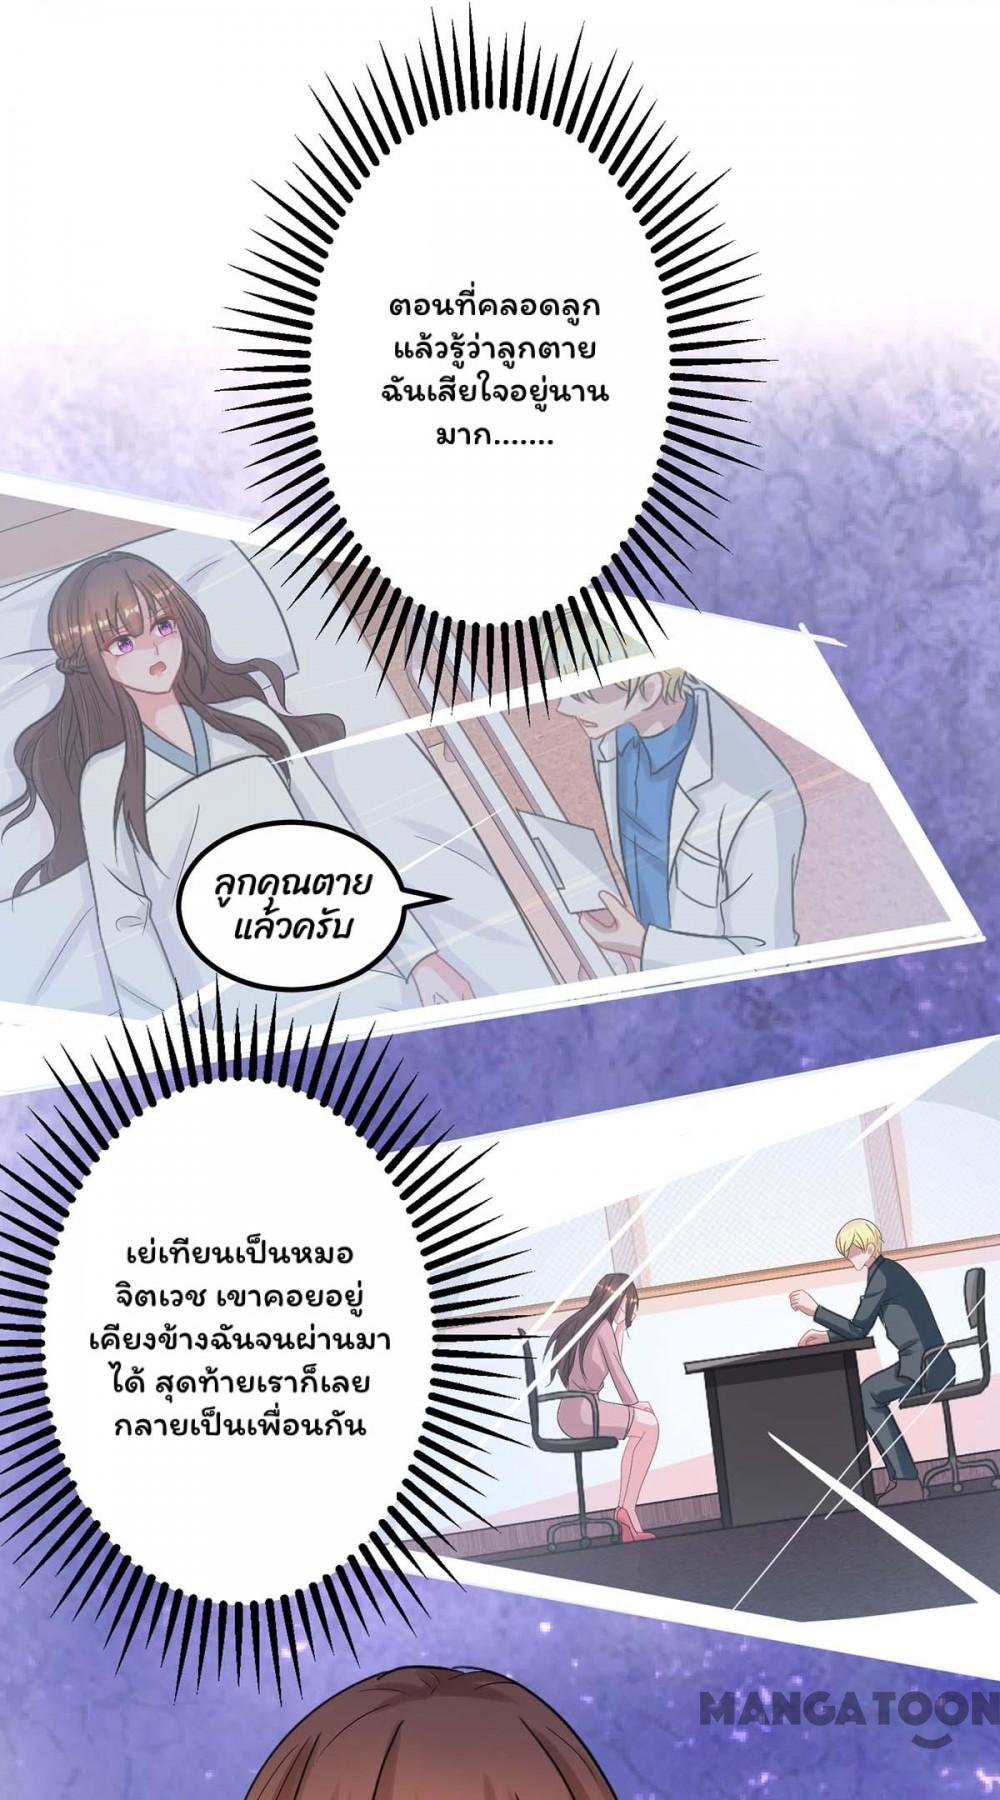 ตอนที่คลอดลูก
แล้วรู้ว่าลูกตาย
ฉันเสียใจอยู่นาน
มาก.......
ลูกคุณตาย
แล้วครับ
เย่เทียนเป็นหมอ
จิตเวช เขาคอยอยู่
เคียงข้างฉันจนผ่านมา
ได้ สุดท้ายเราก็เลย
กลายเป็นเพื่อนกัน
MANGATOON